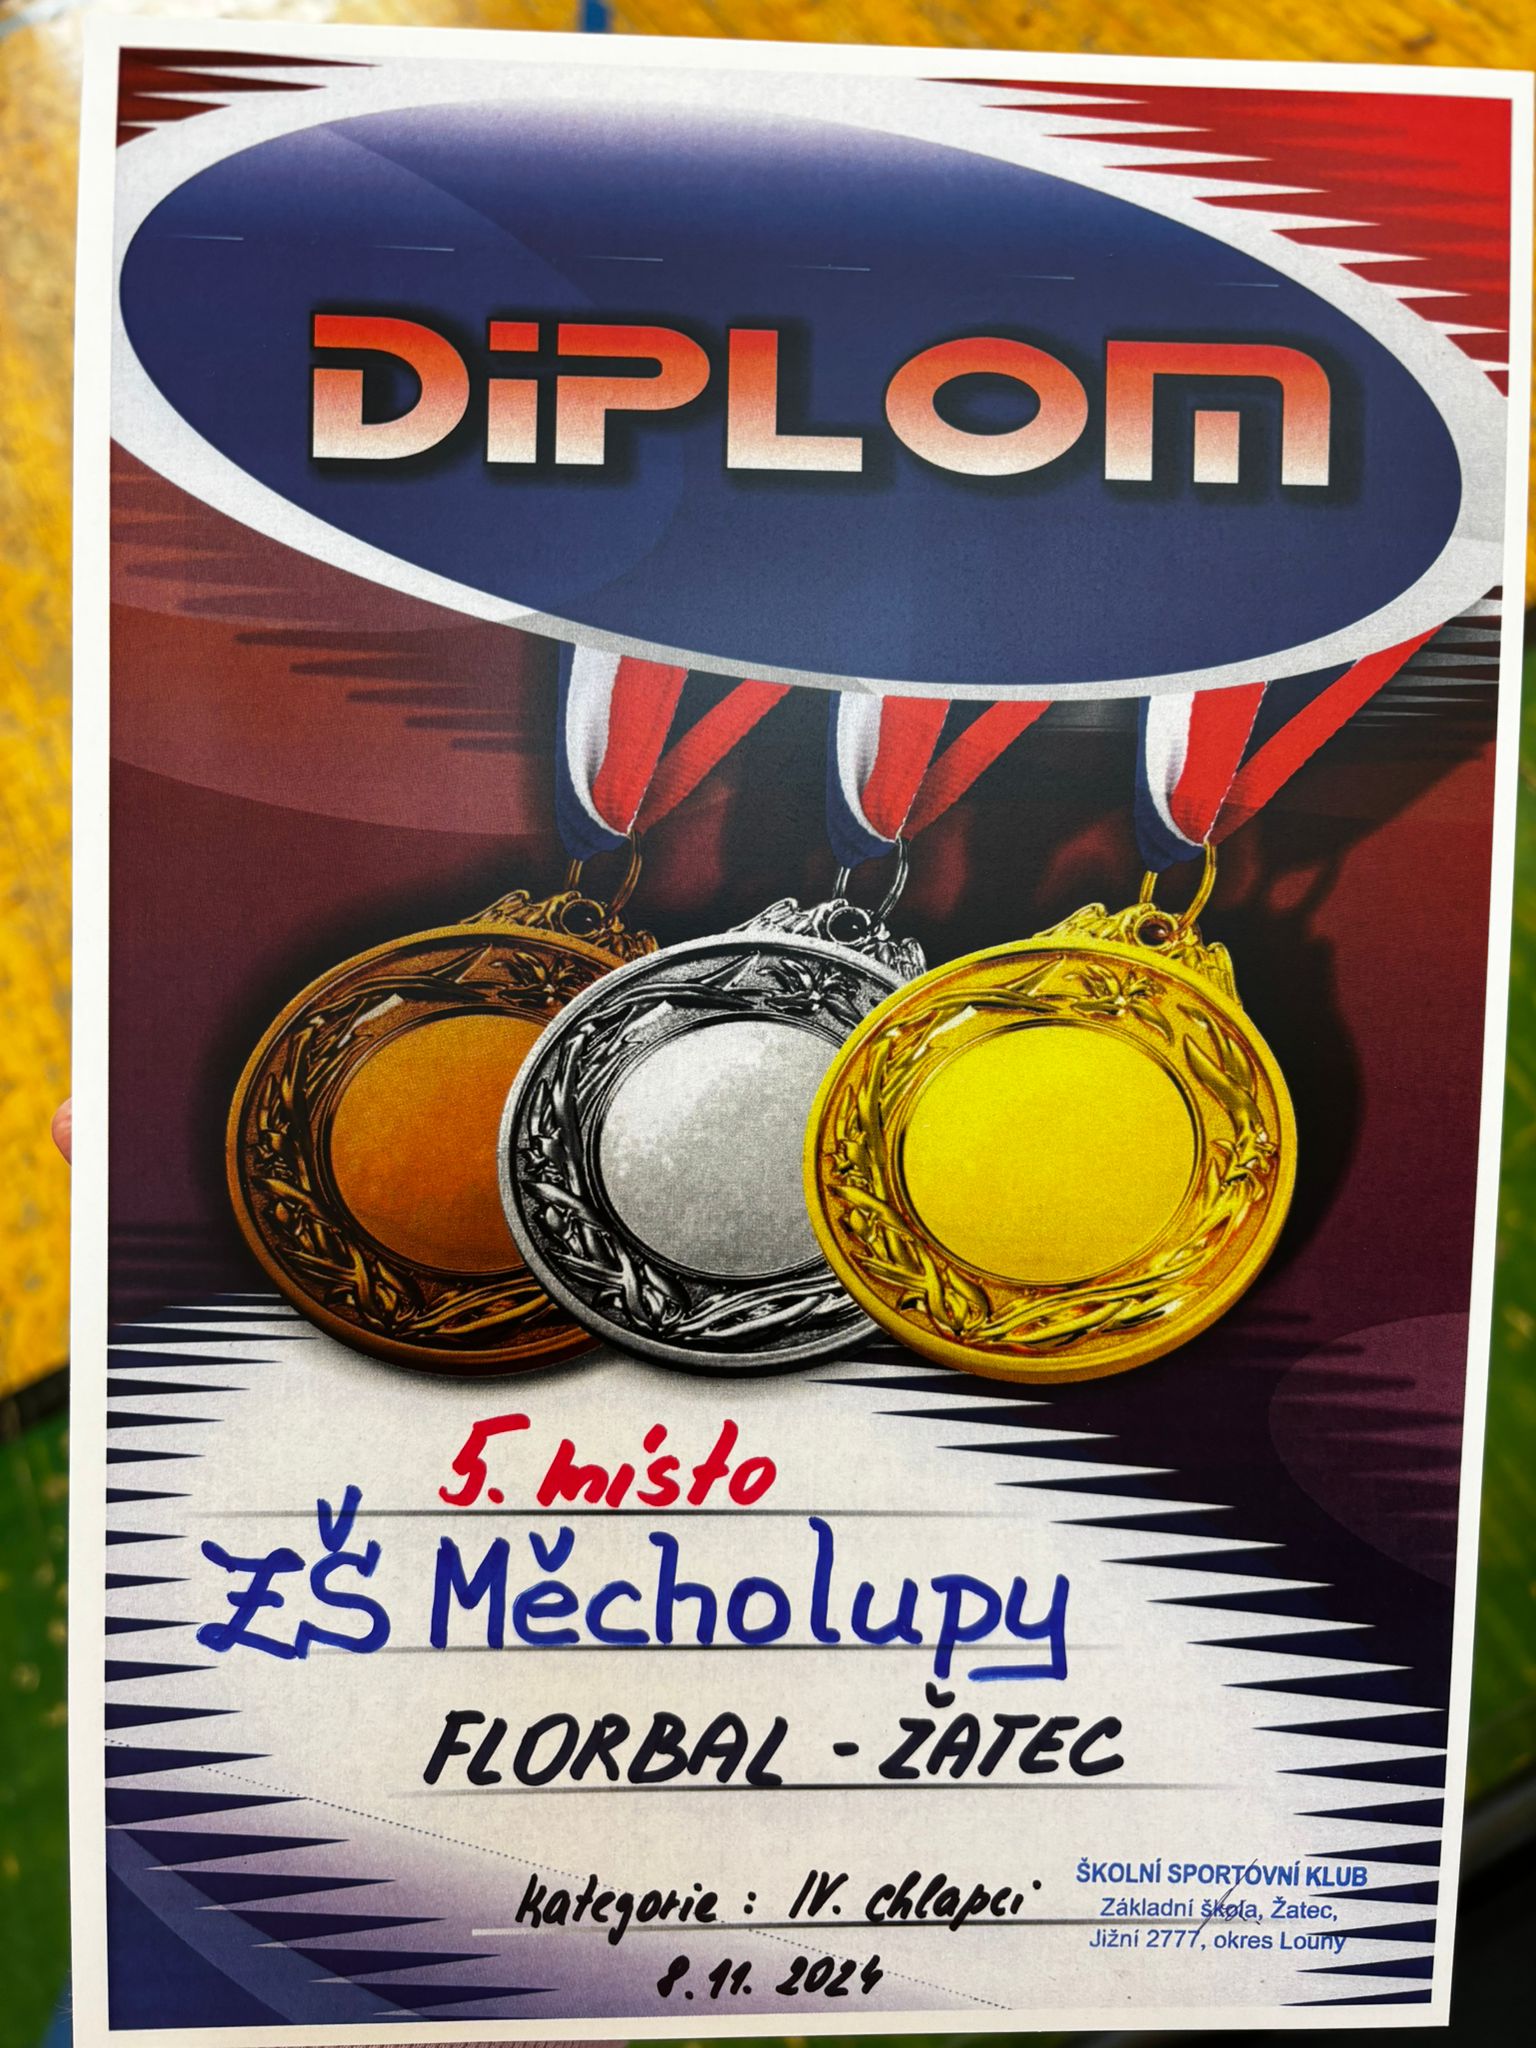 DiPLOM
5. místo
ZŠ Měcholupy
FLORBAL - ŽATEC
Kategorie : IV. chlapci
8.11. 2024
ŠKOLNÍ SPORTOVNÍ KLUB
Základní škola, Žatec,
Jižní 2777, okres Louny